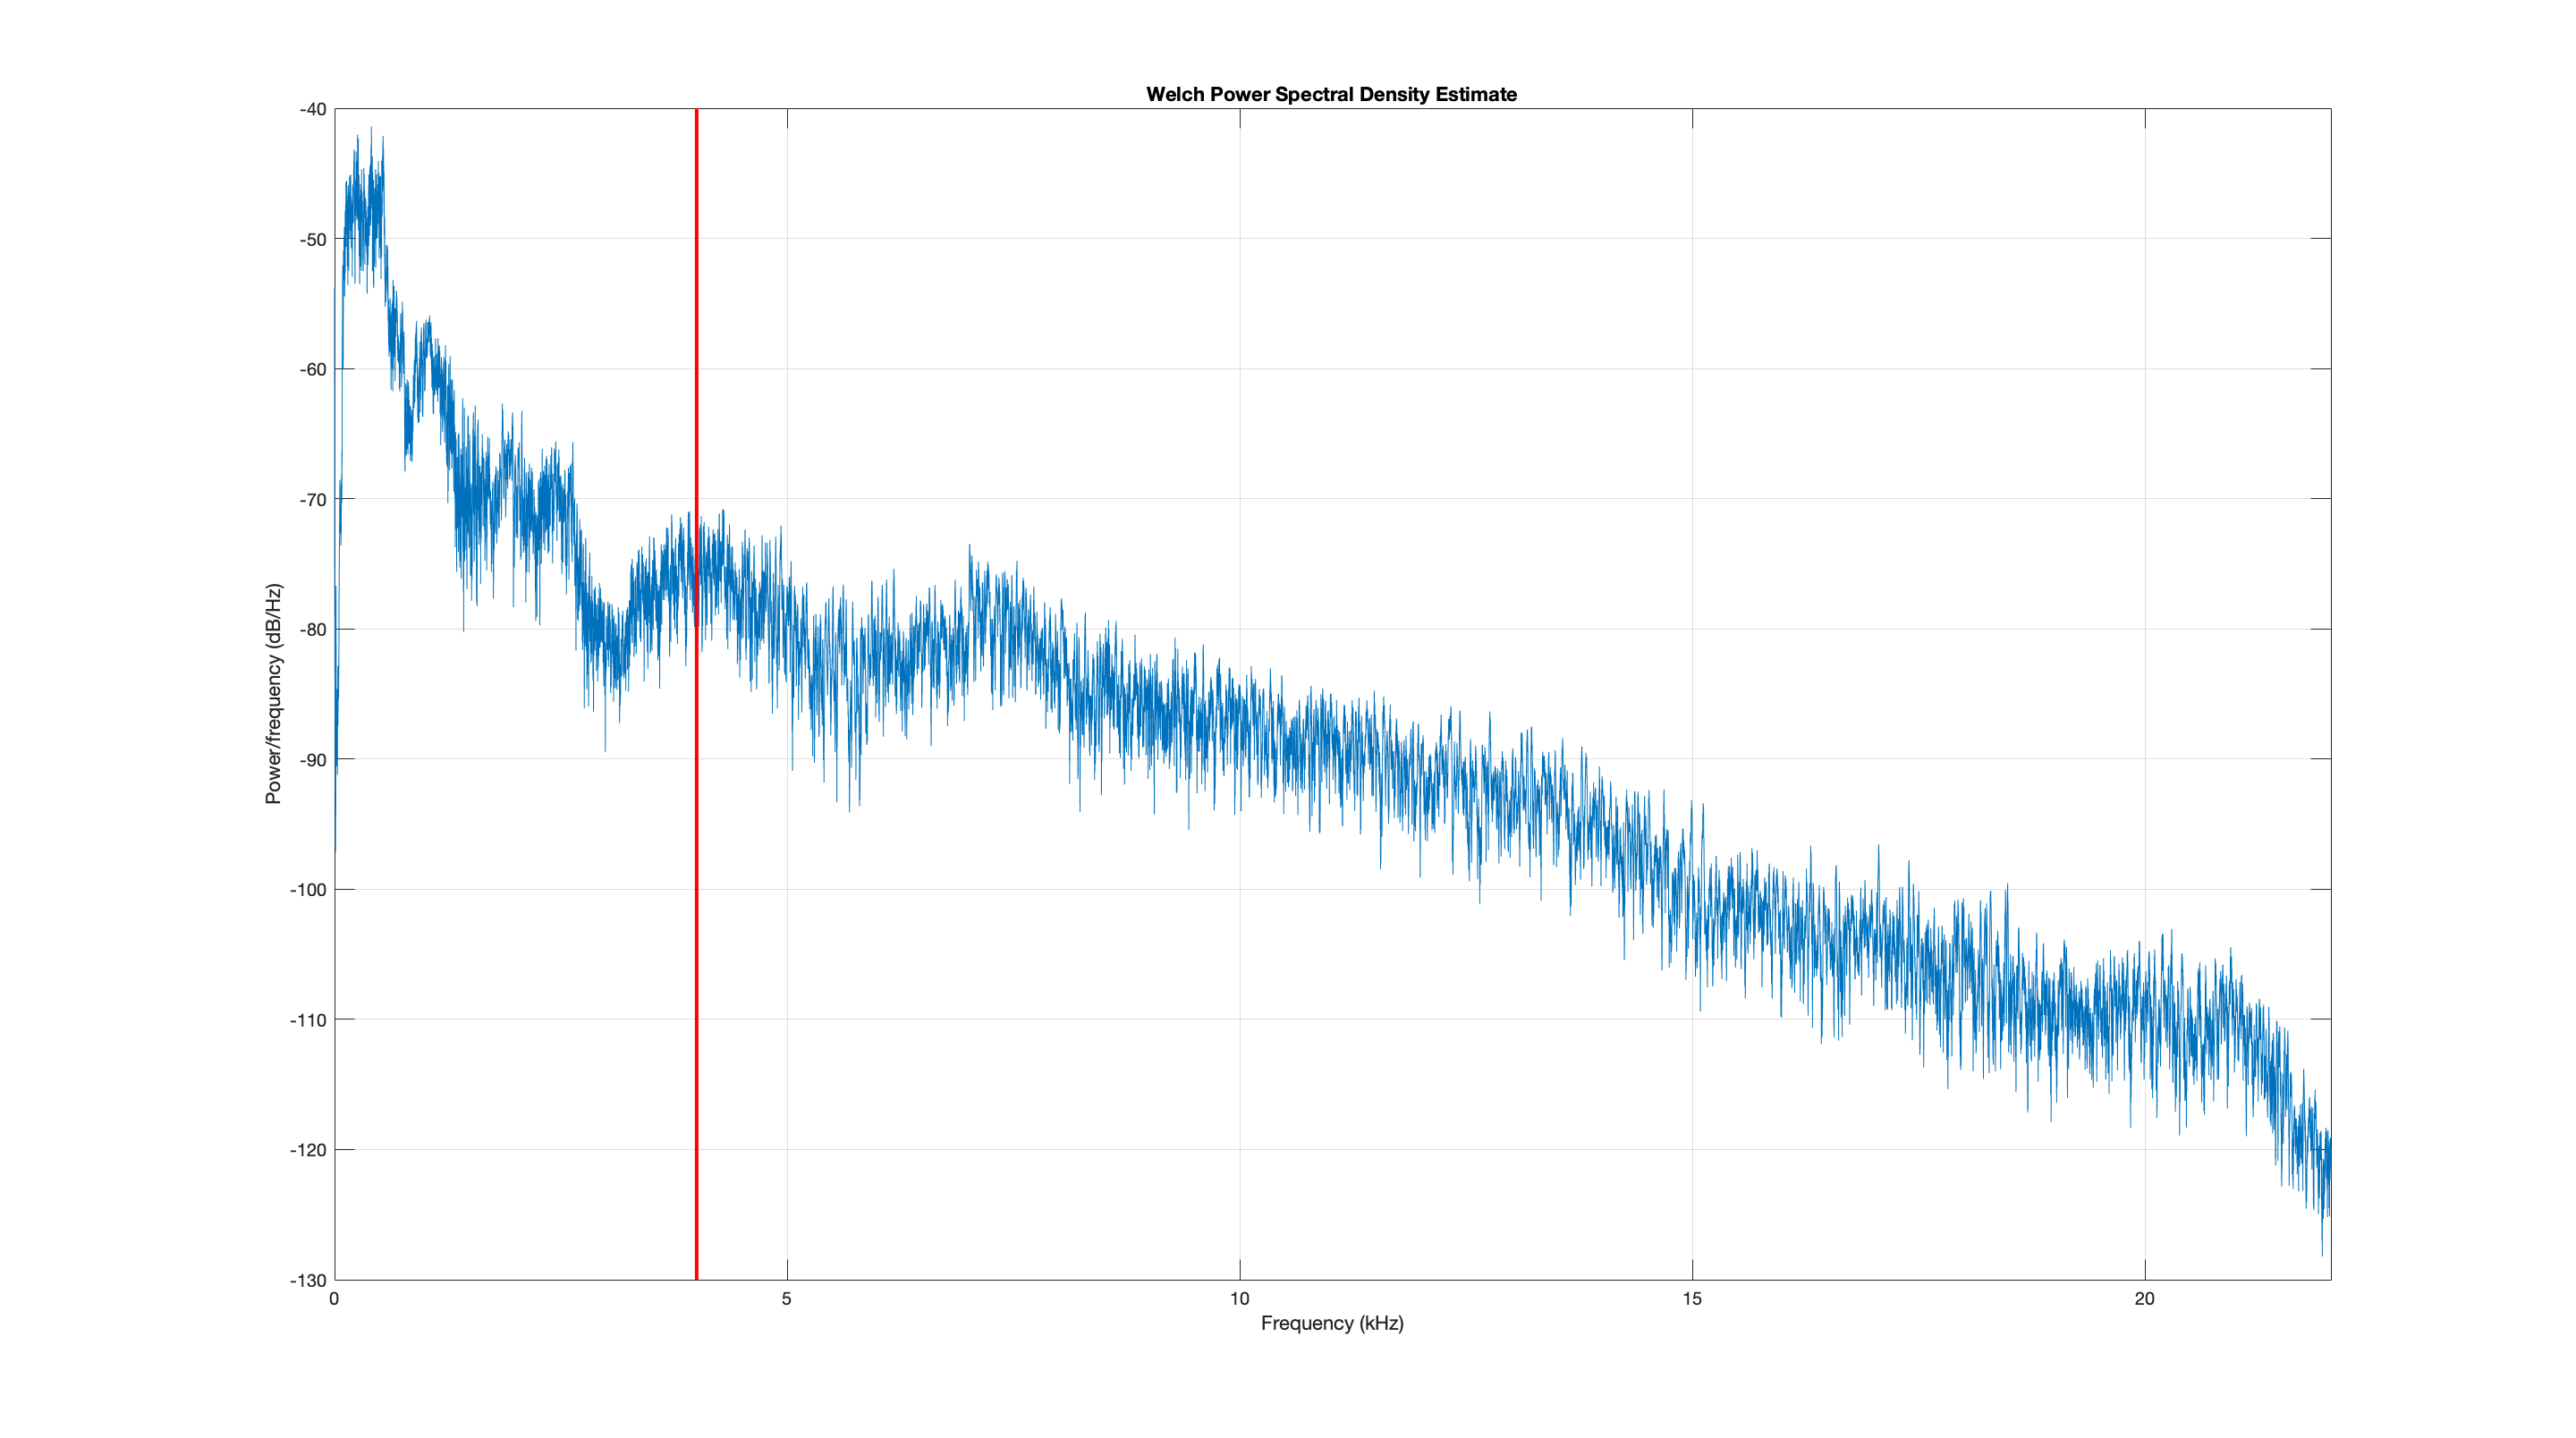 Welch Power Spectral Density Estimate
-40
-50
-60
-70
-80
-90
-100
-110
-120
-130
Power/frequency (dB/Hz)
0 5 10 15 20
Frequency (kHz)